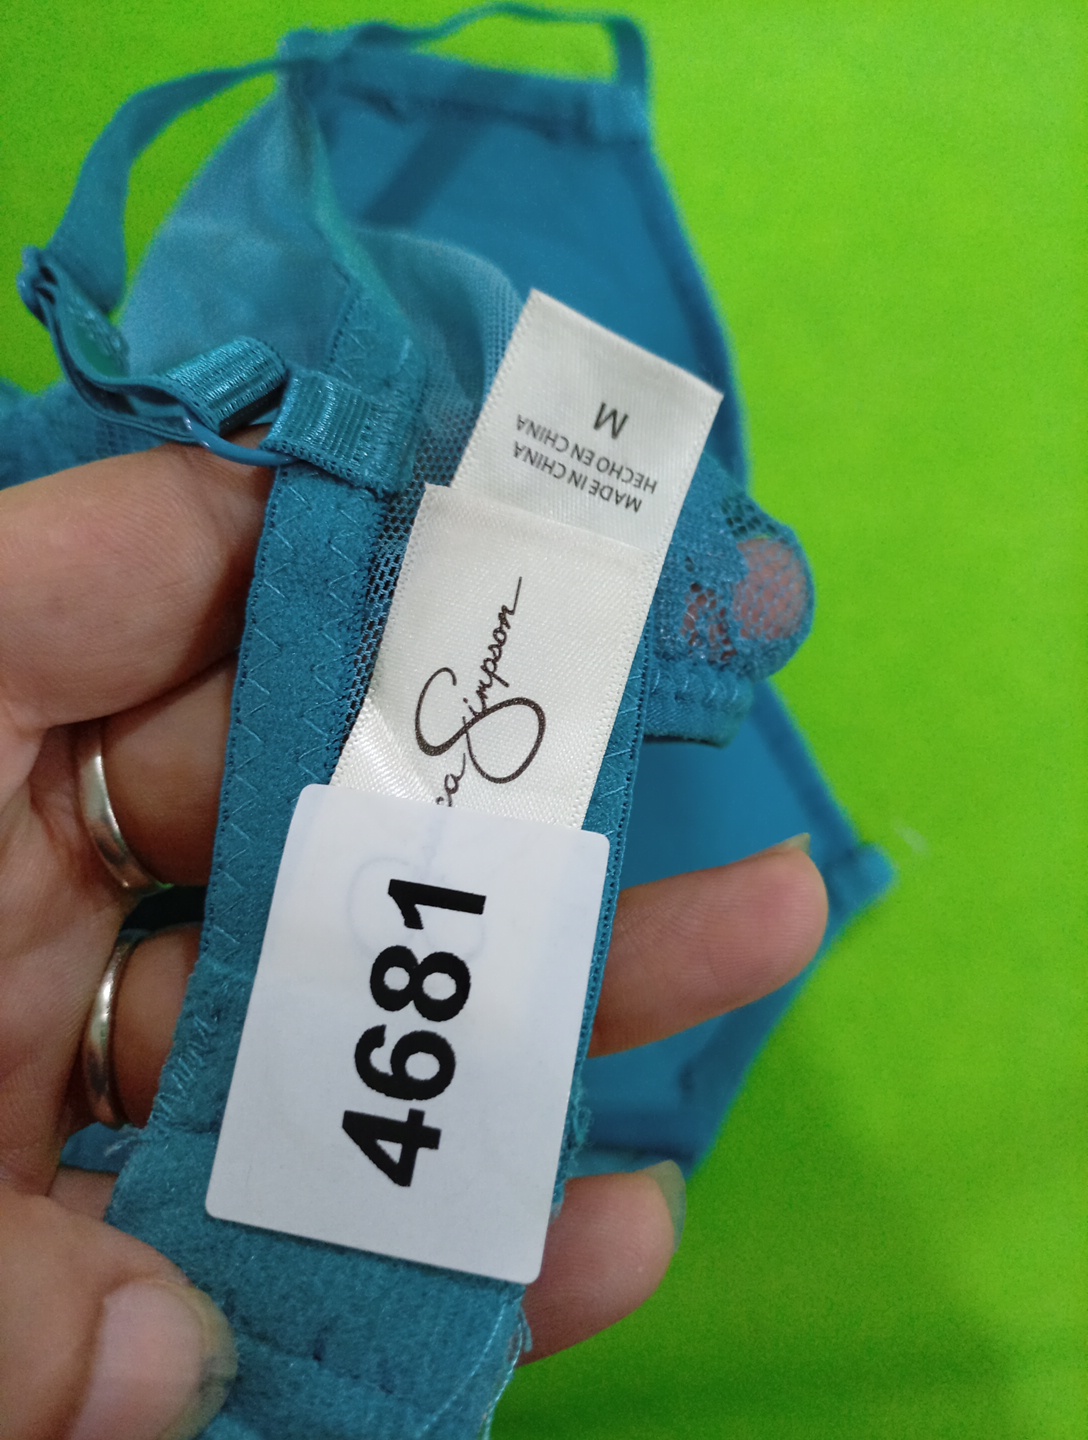 M
HECHO EN CHINA
MADE IN CHINA
Simpson
4681